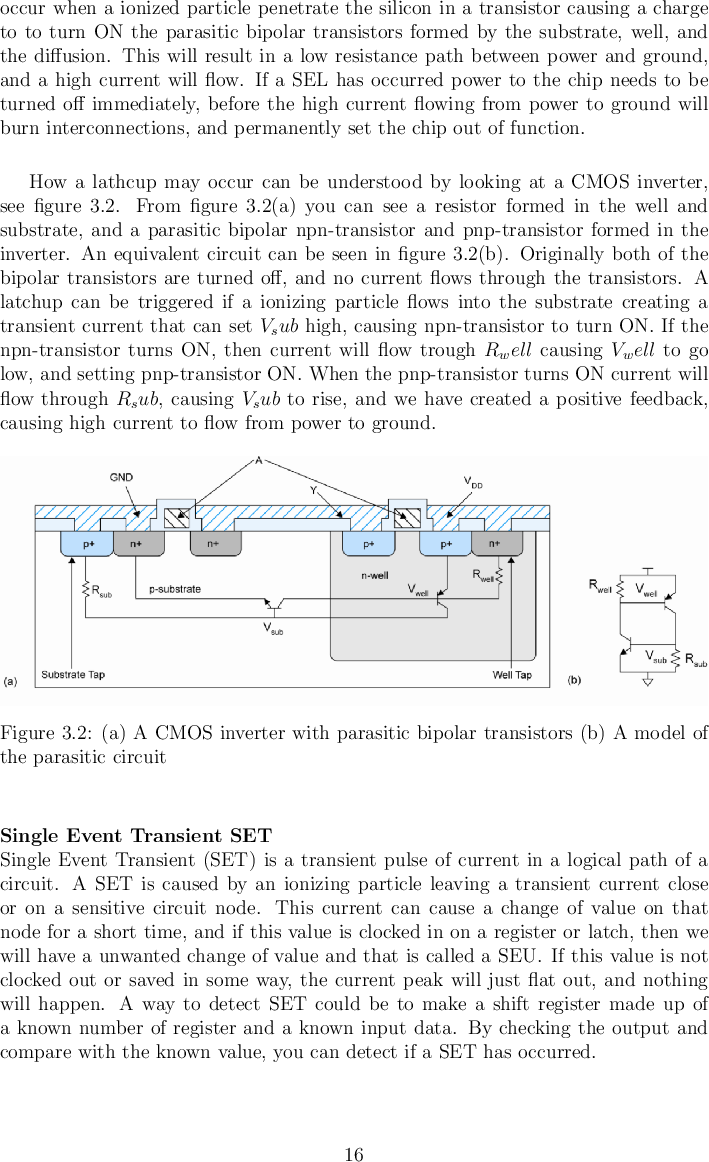 occur when a ionized particle penetrate the silicon in a transistor causing a charge
to to turn ON the parasitic bipolar transistors formed by the substrate, well, and
the diffusion. This will result in a low resistance path between power and ground,
and a high current will flow. If a SEL has occurred power to the chip needs to be
turned off immediately, before the high current flowing from power to ground will
burn interconnections, and permanently set the chip out of function.
How a lathcup may occur can be understood by looking at a CMOS inverter,
see figure 3.2. From figure 3.2(a) you can see a resistor formed in the well and
substrate, and a parasitic bipolar npn-transistor and pnp-transistor formed in the
inverter. An equivalent circuit can be seen in figure 3.2(b). Originally both of the
bipolar transistors are turned off, and no current flows through the transistors. A
latchup can be triggered if a ionizing particle flows into the substrate creating a
transient current that can set V_sub high, causing npn-transistor to turn ON. If the
npn-transistor turns ON, then current will flow trough R_well causing V_well to go
low, and setting pnp-transistor ON. When the pnp-transistor turns ON current will
flow through R_sub, causing V_sub to rise, and we have created a positive feedback,
causing high current to flow from power to ground.
GND A Y VDD
p+ n+ n+ p+ p+ n+
Rsub p-substrate n-well Vwell Rwell
Vsub
Substrate Tap Well Tap
(a)
Rwell Vwell
Vsub Rsub
(b)
Figure 3.2: (a) A CMOS inverter with parasitic bipolar transistors (b) A model of
the parasitic circuit
Single Event Transient SET
Single Event Transient (SET) is a transient pulse of current in a logical path of a
circuit. A SET is caused by an ionizing particle leaving a transient current close
or on a sensitive circuit node. This current can cause a change of value on that
node for a short time, and if this value is clocked in on a register or latch, then we
will have a unwanted change of value and that is called a SEU. If this value is not
clocked out or saved in some way, the current peak will just flat out, and nothing
will happen. A way to detect SET could be to make a shift register made up of
a known number of register and a known input data. By checking the output and
compare with the known value, you can detect if a SET has occurred.
16